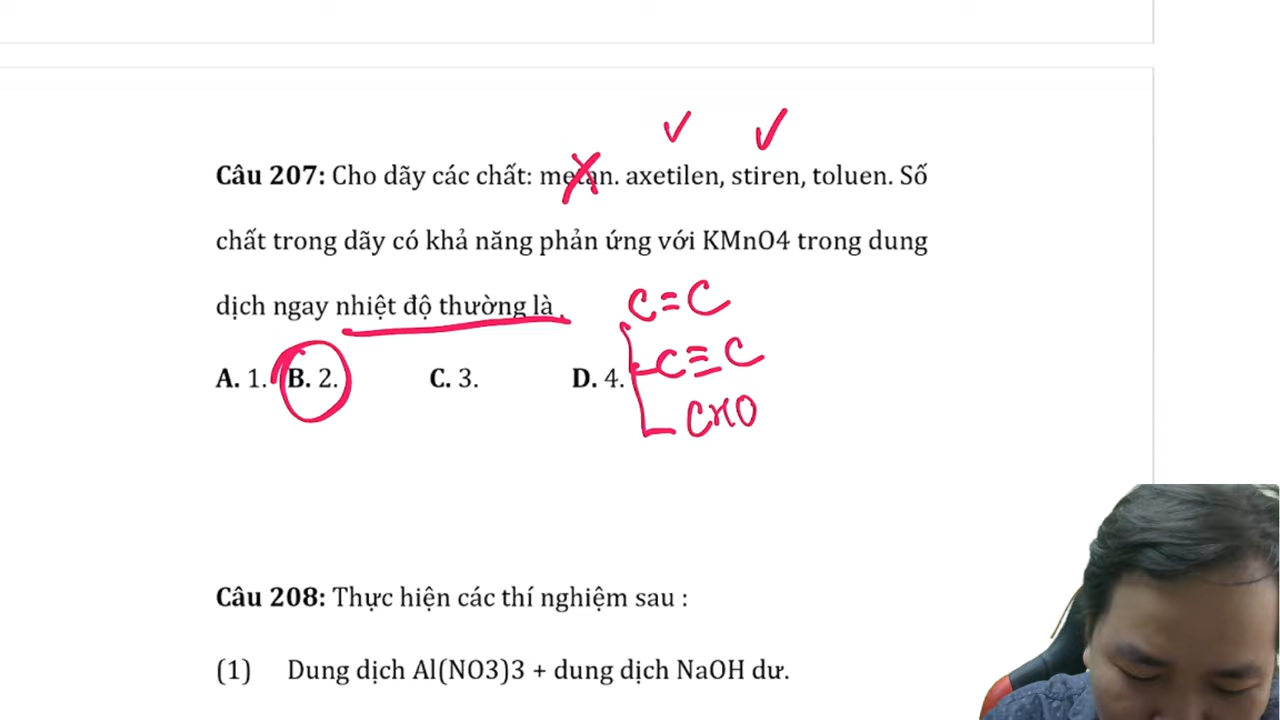 Câu 207: Cho dãy các chất: metan. axetilen, stiren, toluen. Số
chất trong dãy có khả năng phản ứng với KMnO4 trong dung
dịch ngay nhiệt độ thường là .
C=C
C≡C
A. 1. B. 2. C. 3. D. 4.
CHO
Câu 208: Thực hiện các thí nghiệm sau :
(1) Dung dịch Al(NO3)3 + dung dịch NaOH dư.